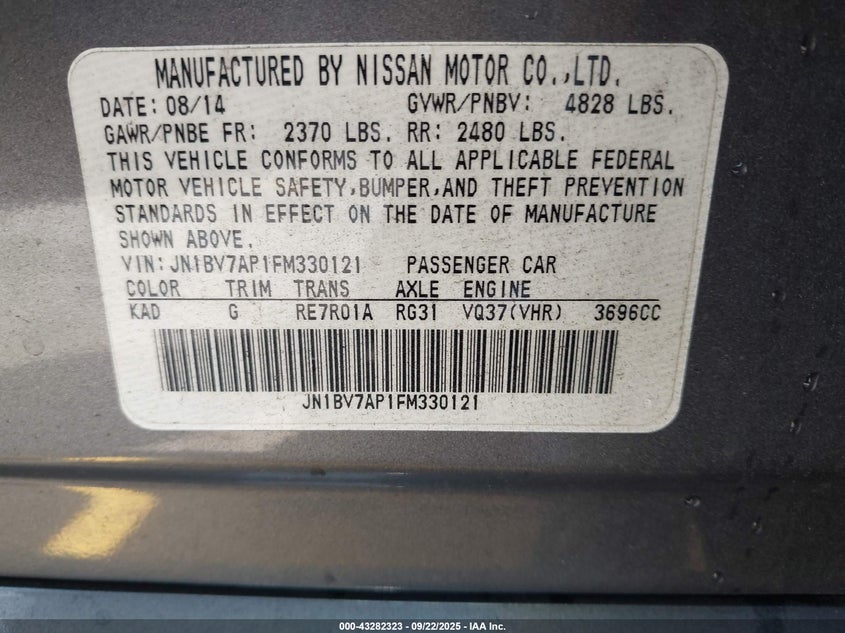 MANUFACTURED BY NISSAN MOTOR CO.,LTD.
DATE: 08/14 GVWR/PNBV: 4828 LBS.
GAWR/PNBE FR: 2370 LBS. RR: 2480 LBS.
THIS VEHICLE CONFORMS TO ALL APPLICABLE FEDERAL
MOTOR VEHICLE SAFETY,BUMPER,AND THEFT PREVENTION
STANDARDS IN EFFECT ON THE DATE OF MANUFACTURE
SHOWN ABOVE.
VIN: JN1BV7AP1FM330121 PASSENGER CAR
COLOR TRIM TRANS AXLE ENGINE
KAD G RE7R01A RG31 VQ37(VHR) 3696CC
JN1BV7AP1FM330121
000-43282323 - 09/22/2025 - IAA Inc.